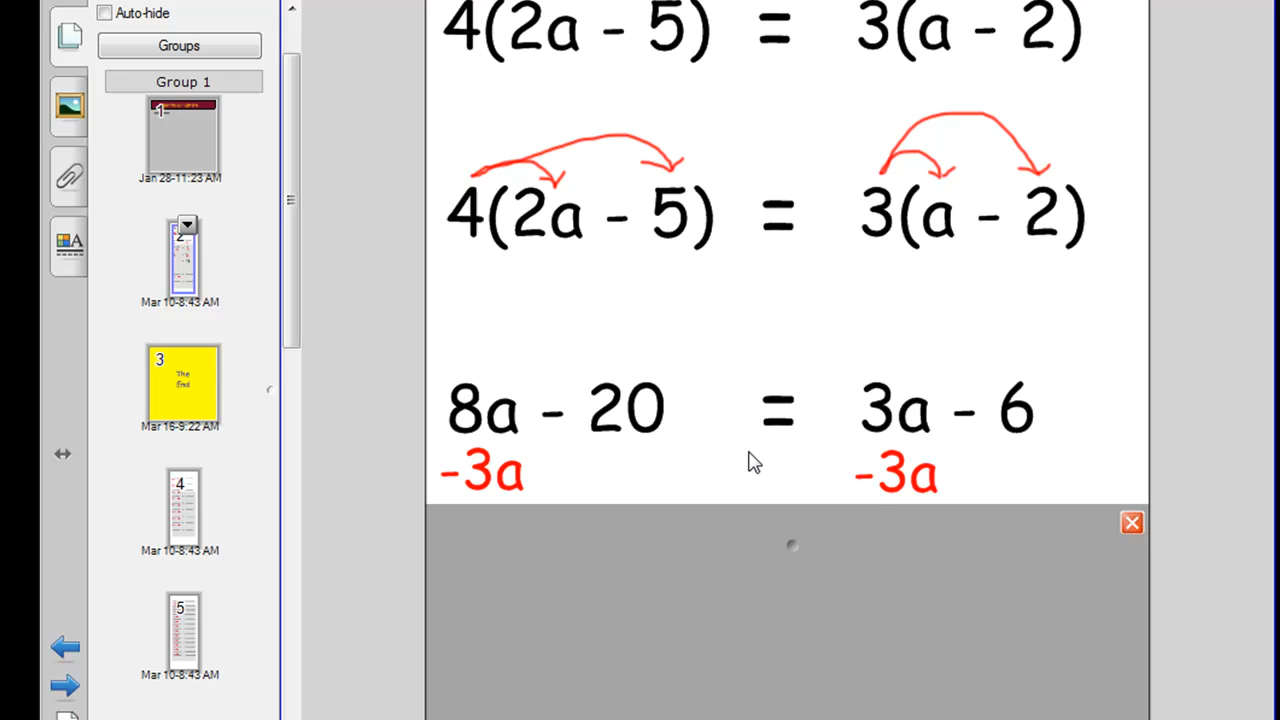 Auto-hide
Groups
Group 1
1
Jan 28-11:23 AM
2
Mar 10-8:43 AM
3
The
End
Mar 16-9:22 AM
4
Mar 10-8:43 AM
5
Mar 10-8:43 AM
4(2a - 5) = 3(a - 2)
4(2a - 5) = 3(a - 2)
8a - 20 = 3a - 6
-3a -3a